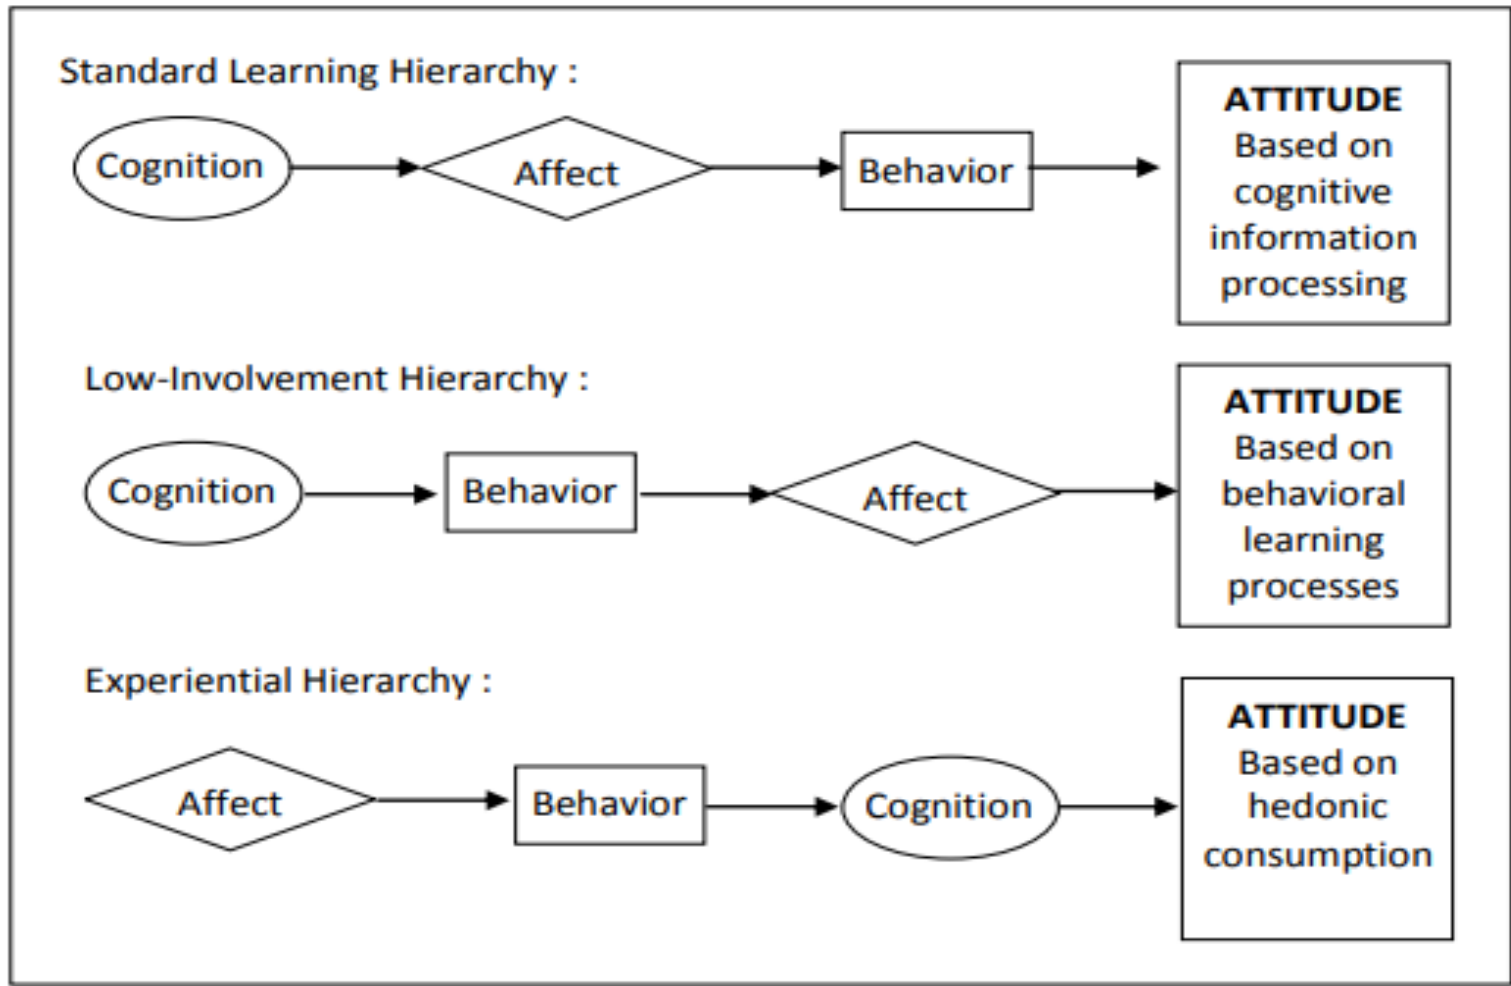 Standard Learning Hierarchy :
Cognition
Affect
Behavior
ATTITUDE
Based on
cognitive
information
processing
Low-Involvement Hierarchy :
Cognition
Behavior
Affect
ATTITUDE
Based on
behavioral
learning
processes
Experiential Hierarchy :
Affect
Behavior
Cognition
ATTITUDE
Based on
hedonic
consumption